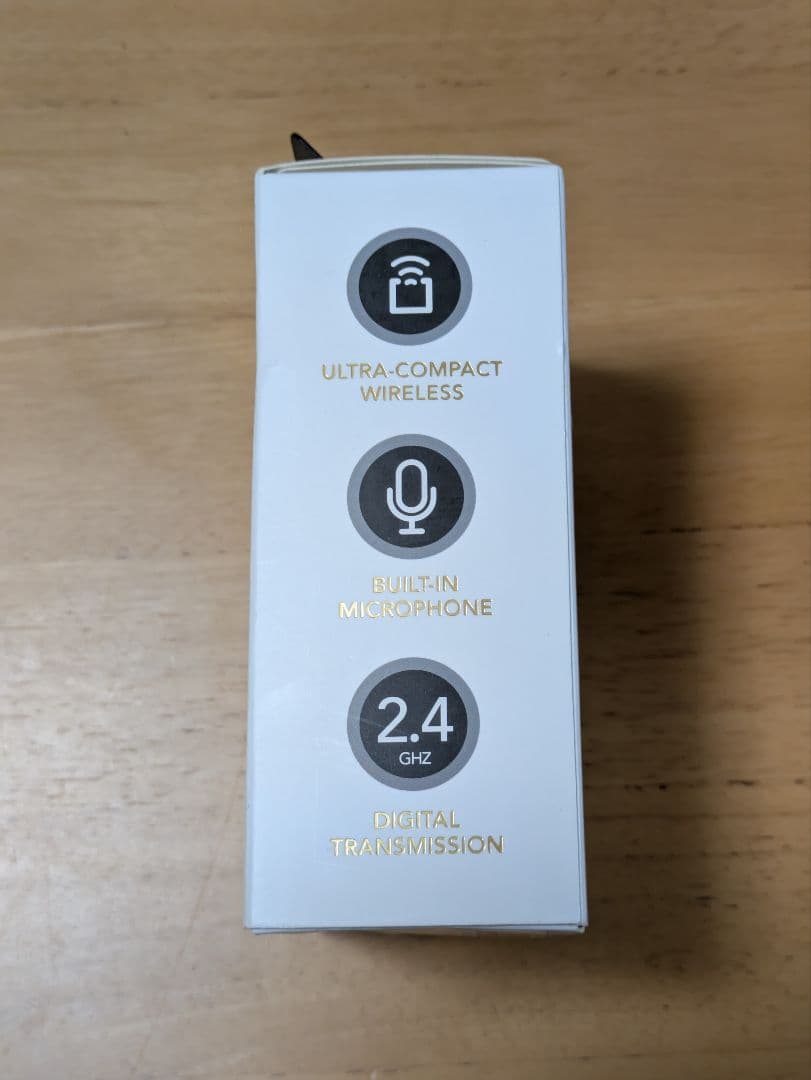 ULTRA-COMPACT
WIRELESS
BUILT-IN
MICROPHONE
2.4
GHZ
DIGITAL
TRANSMISSION